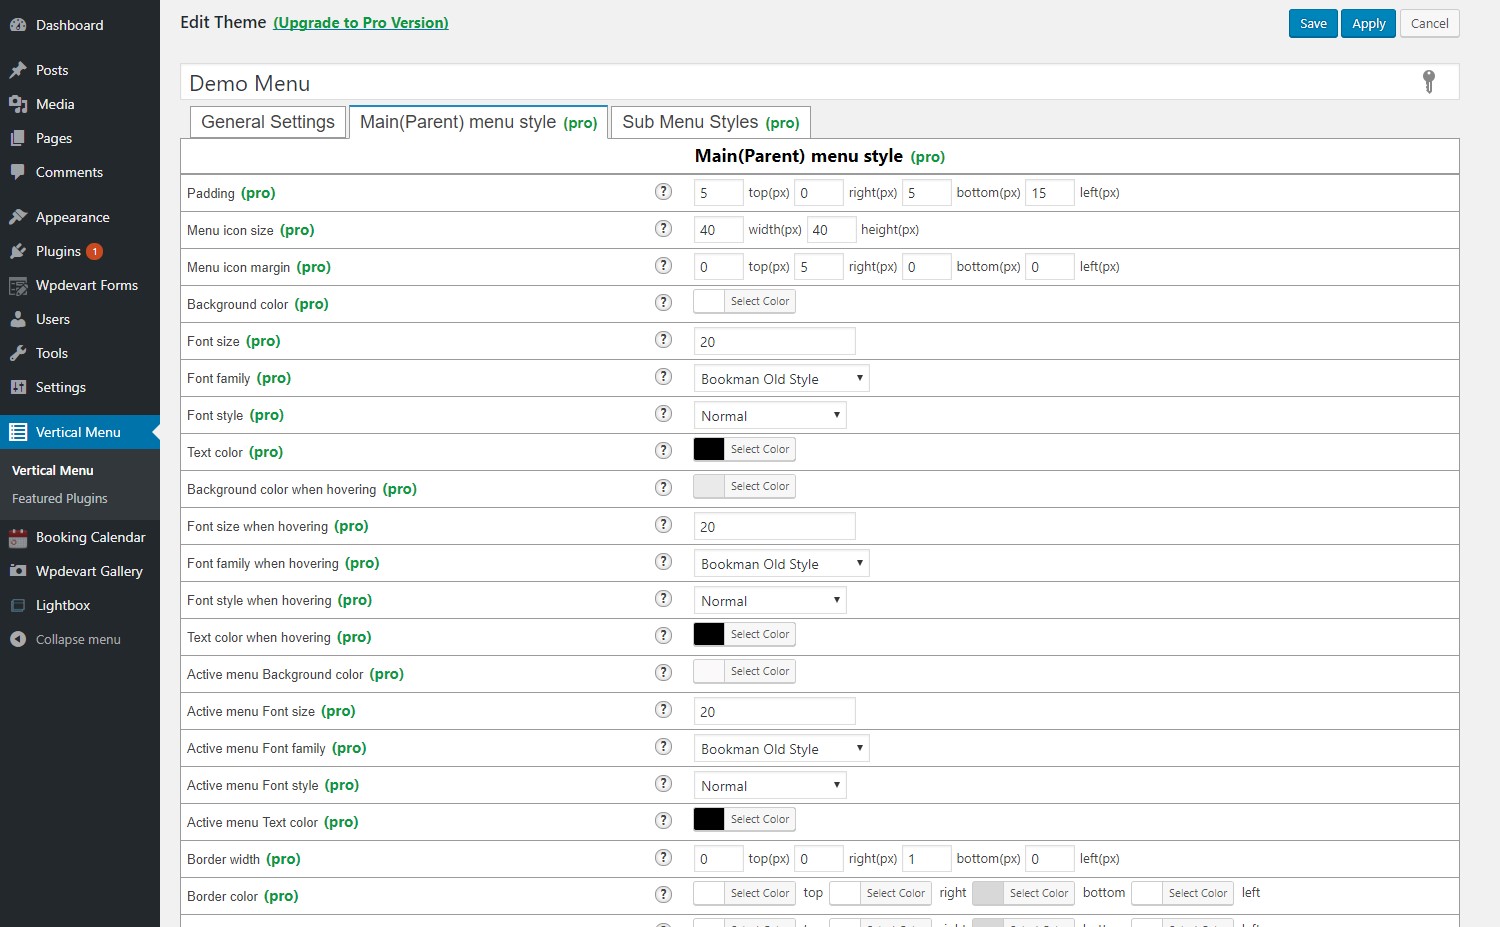 Dashboard
Posts
Media
Pages
Comments
Appearance
Plugins 1
Wpdevart Forms
Users
Tools
Settings
Vertical Menu
Vertical Menu
Featured Plugins
Booking Calendar
Wpdevart Gallery
Lightbox
Collapse menu
Edit Theme (Upgrade to Pro Version)
Save Apply Cancel
Demo Menu
General Settings Main(Parent) menu style (pro) Sub Menu Styles (pro)
Main(Parent) menu style (pro)
Padding (pro) ? 5 top(px) 0 right(px) 5 bottom(px) 15 left(px)
Menu icon size (pro) ? 40 width(px) 40 height(px)
Menu icon margin (pro) ? 0 top(px) 5 right(px) 0 bottom(px) 0 left(px)
Background color (pro) ? Select Color
Font size (pro) ? 20
Font family (pro) ? Bookman Old Style
Font style (pro) ? Normal
Text color (pro) ? Select Color
Background color when hovering (pro) ? Select Color
Font size when hovering (pro) ? 20
Font family when hovering (pro) ? Bookman Old Style
Font style when hovering (pro) ? Normal
Text color when hovering (pro) ? Select Color
Active menu Background color (pro) ? Select Color
Active menu Font size (pro) ? 20
Active menu Font family (pro) ? Bookman Old Style
Active menu Font style (pro) ? Normal
Active menu Text color (pro) ? Select Color
Border width (pro) ? 0 top(px) 0 right(px) 1 bottom(px) 0 left(px)
Border color (pro) ? Select Color top Select Color right Select Color bottom Select Color left